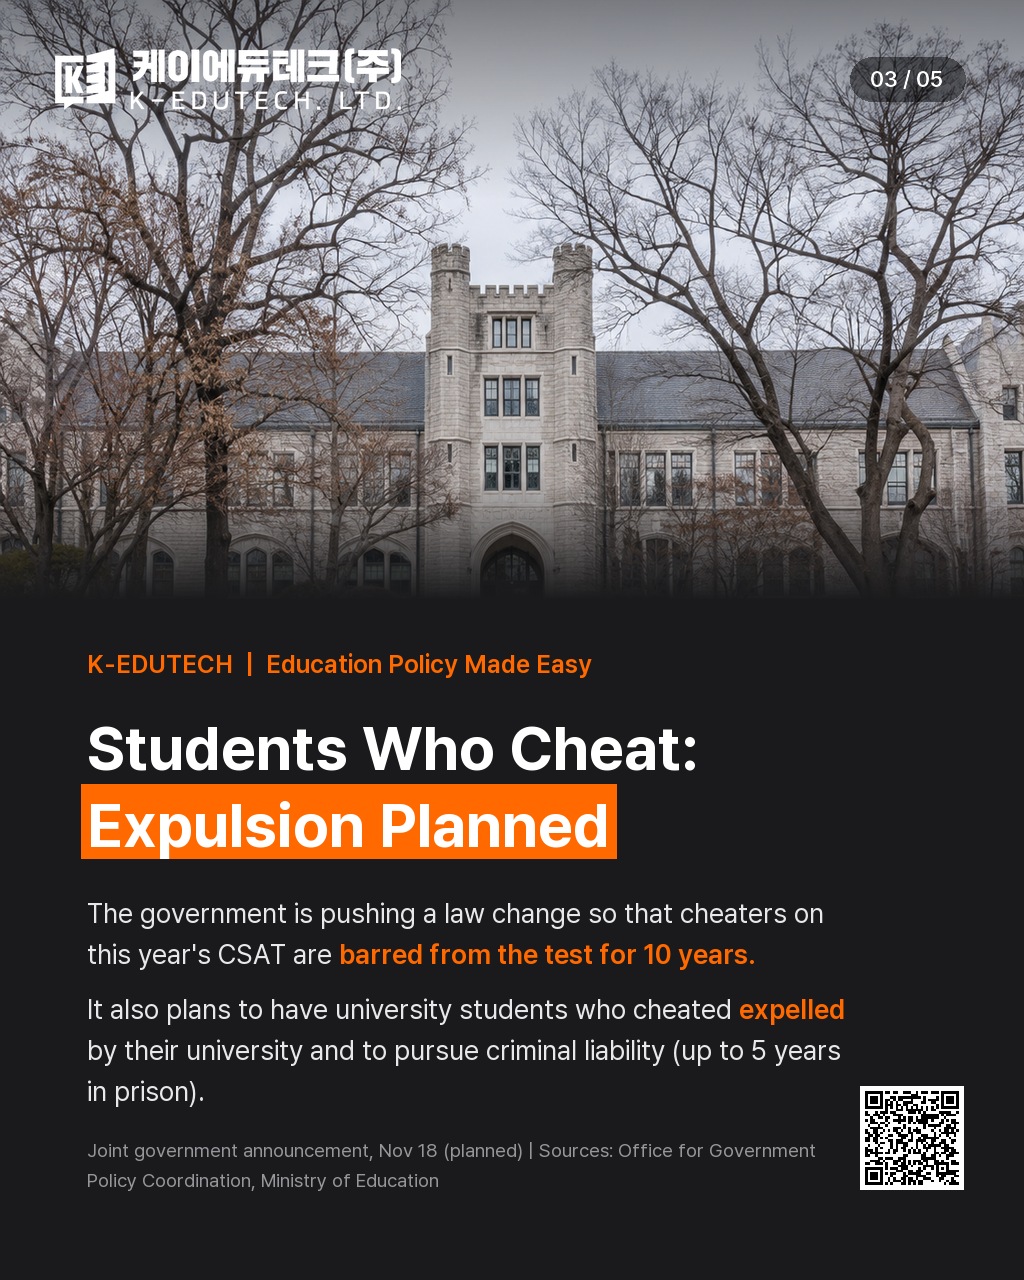 케이에듀테크(주)
K-EDUTECH. LTD.
03 / 05
K-EDUTECH | Education Policy Made Easy
Students Who Cheat:
Expulsion Planned
The government is pushing a law change so that cheaters on
this year's CSAT are barred from the test for 10 years.
It also plans to have university students who cheated expelled
by their university and to pursue criminal liability (up to 5 years
in prison).
Joint government announcement, Nov 18 (planned) | Sources: Office for Government
Policy Coordination, Ministry of Education